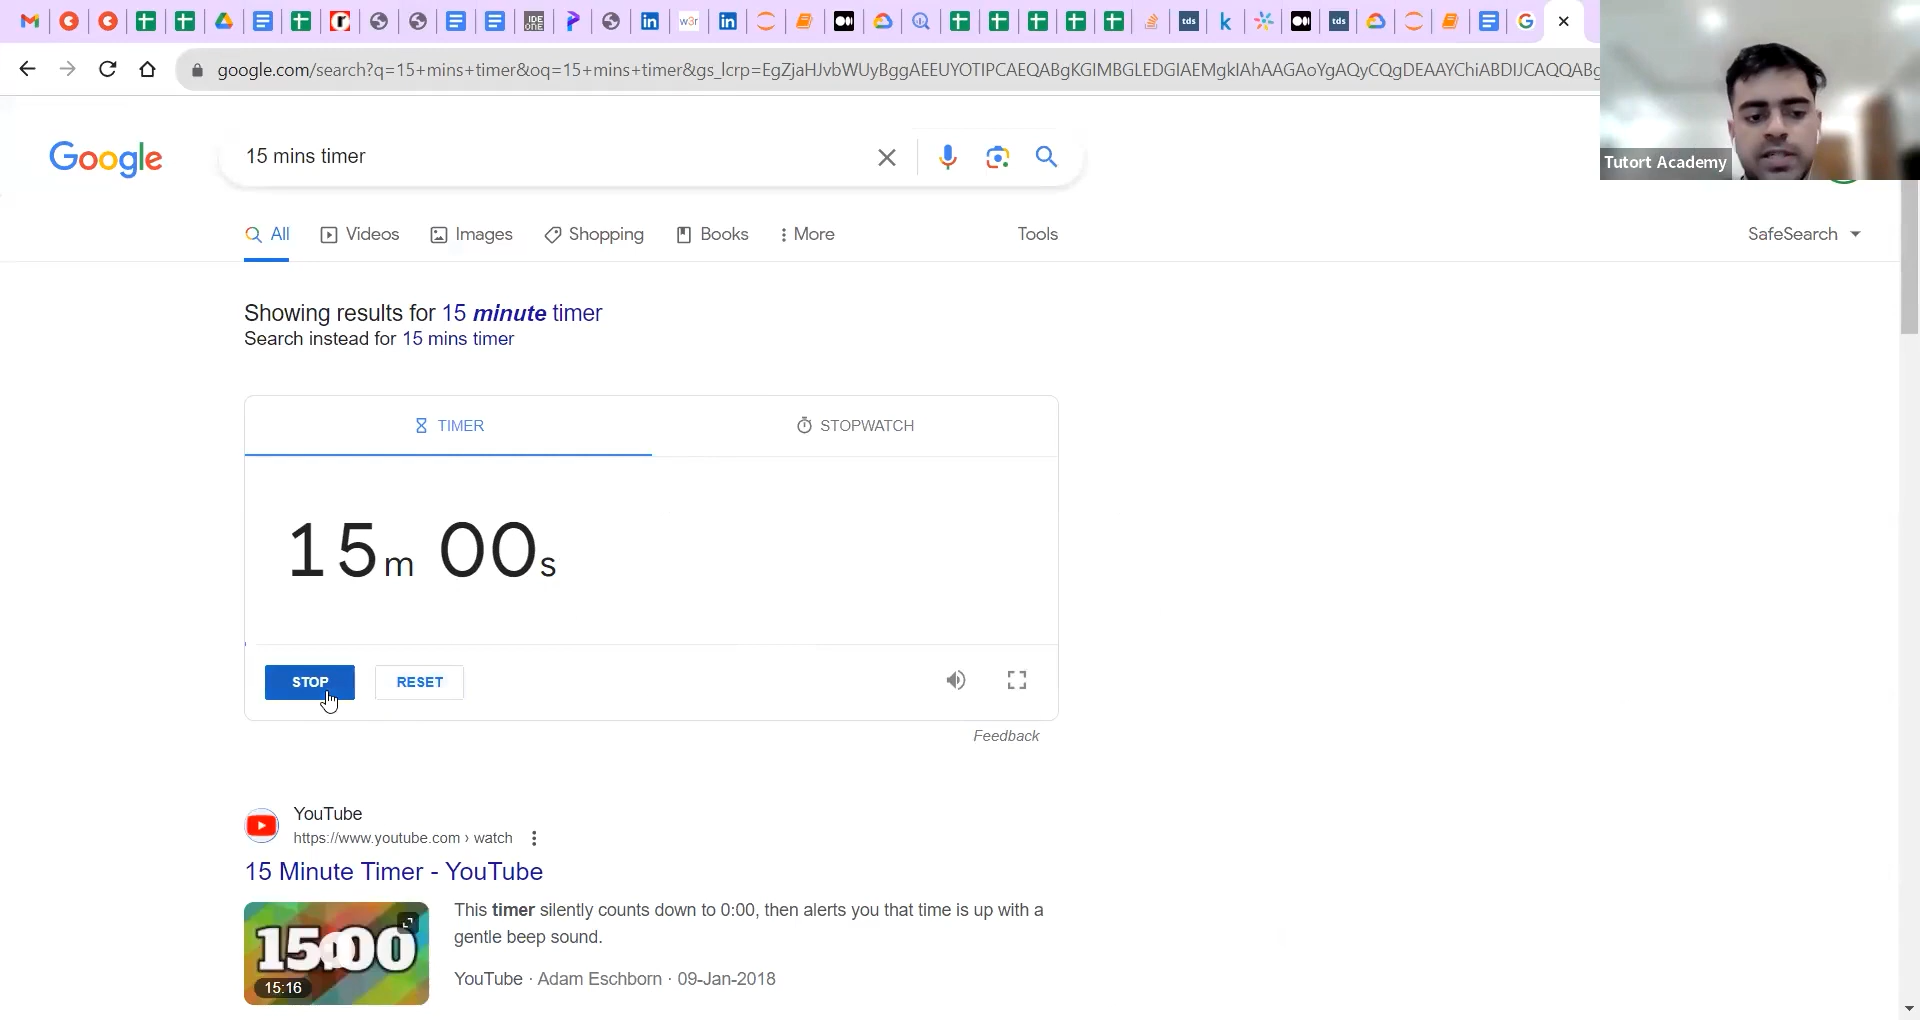 google.com/search?q=15+mins+timer&oq=15+mins+timer&gs_lcrp=
Tutort Academy
Google
15 mins timer
All
Videos
Images
Shopping
Books
More
Tools
SafeSearch
Showing results for 15 minute timer
Search instead for 15 mins timer
TIMER
STOPWATCH
15m 00s
STOP
RESET
Feedback
YouTube
https://www.youtube.com › watch
15 Minute Timer - YouTube
15:16
This timer silently counts down to 0:00, then alerts you that time is up with a
gentle beep sound.
YouTube · Adam Eschborn · 09-Jan-2018